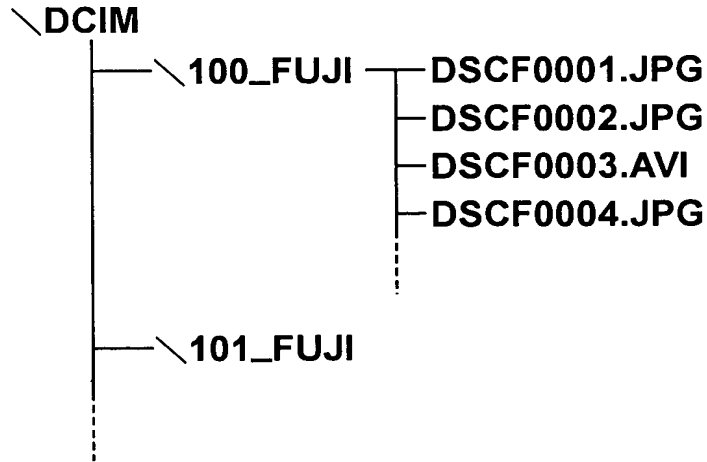 \DCIM
\100_FUJI DSCF0001.JPG
DSCF0002.JPG
DSCF0003.AVI
DSCF0004.JPG
\101_FUJI